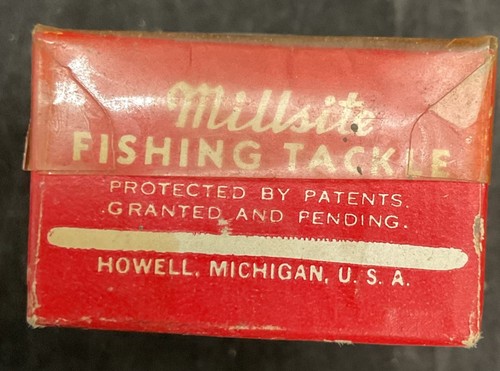 Millsite
FISHING TACKLE
PROTECTED BY PATENTS.
GRANTED AND PENDING.
HOWELL, MICHIGAN, U. S. A.